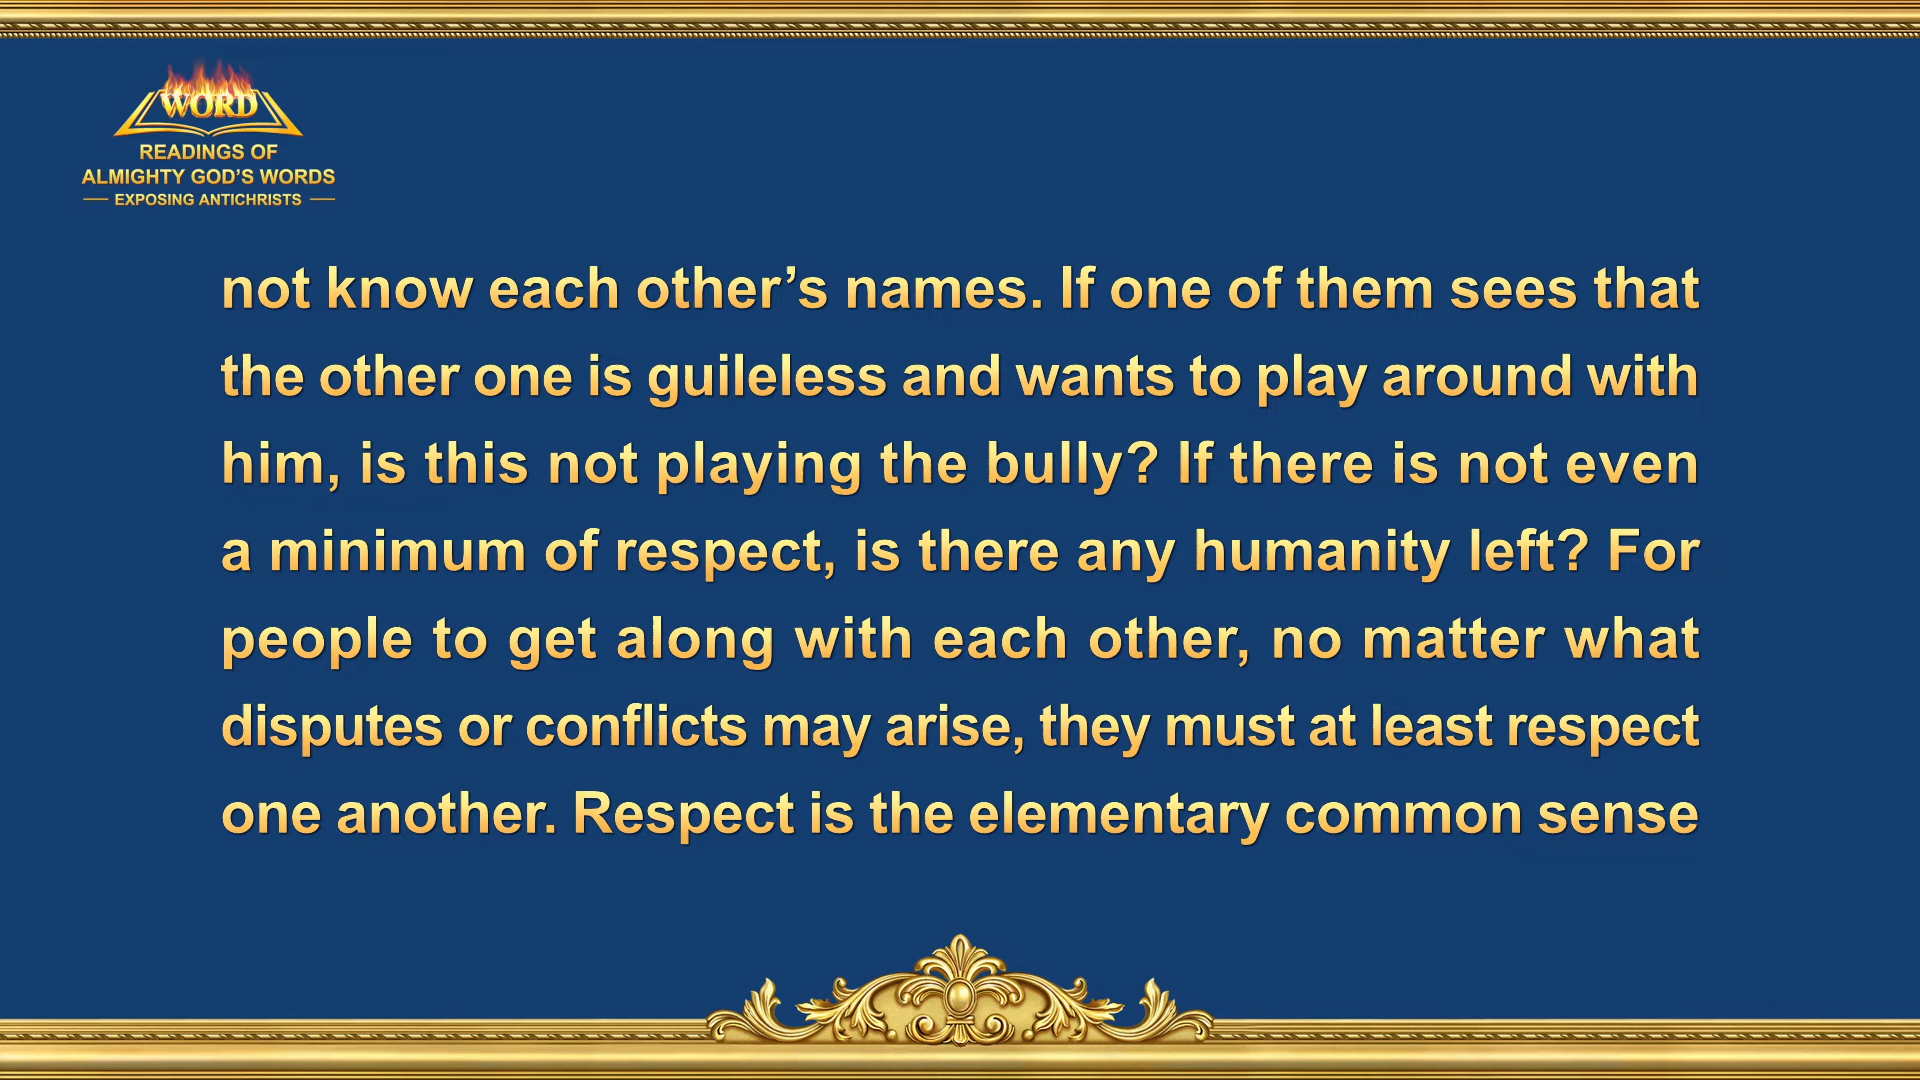 WORD
READINGS OF
ALMIGHTY GOD’S WORDS
EXPOSING ANTICHRISTS
not know each other’s names. If one of them sees that
the other one is guileless and wants to play around with
him, is this not playing the bully? If there is not even
a minimum of respect, is there any humanity left? For
people to get along with each other, no matter what
disputes or conflicts may arise, they must at least respect
one another. Respect is the elementary common sense